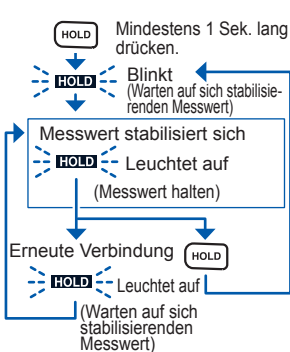 HOLD
Mindestens 1 Sek. lang
drücken.
HOLD
Blinkt
(Warten auf sich stabilisie-
renden Messwert)
Messwert stabilisiert sich
HOLD
Leuchtet auf
(Messwert halten)
Erneute Verbindung
HOLD
HOLD
Leuchtet auf
(Warten auf sich
stabilisierenden
Messwert)